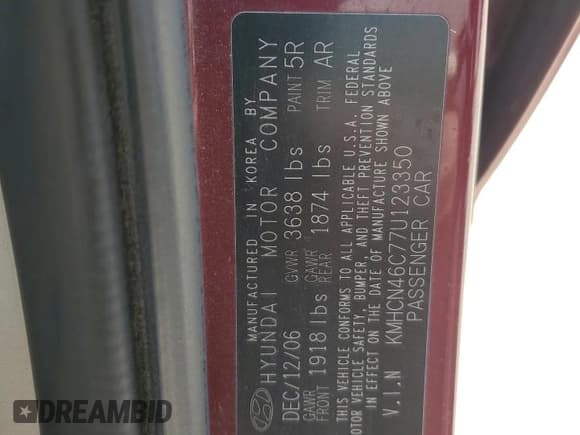 MANUFACTURED IN KOREA BY
HYUNDAI MOTOR COMPANY
DEC/12/06 GVWR 3638 lbs PAINT 5R
GAWR FRONT 1918 lbs GAWR REAR 1874 lbs TRIM AR
THIS VEHICLE CONFORMS TO ALL APPLICABLE U.S.A. FEDERAL
MOTOR VEHICLE SAFETY, BUMPER, AND THEFT PREVENTION STANDARDS
IN EFFECT ON THE DATE OF MANUFACTURE SHOWN ABOVE
V.I.N KMHCN46C77U123350
PASSENGER CAR
DREAMBID